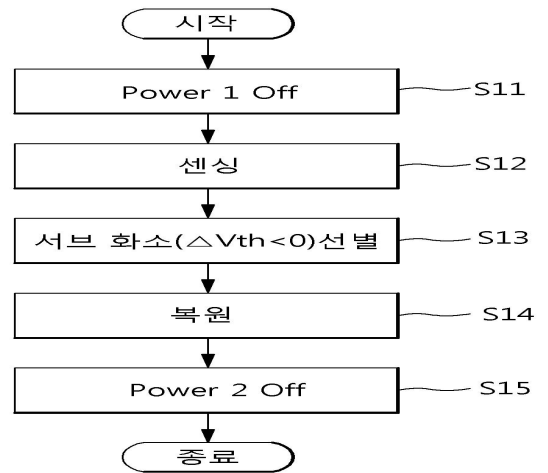 시작
Power 1 Off
S11
센싱
S12
서브 화소(△Vth<0)선별
S13
복원
S14
Power 2 Off
S15
종료